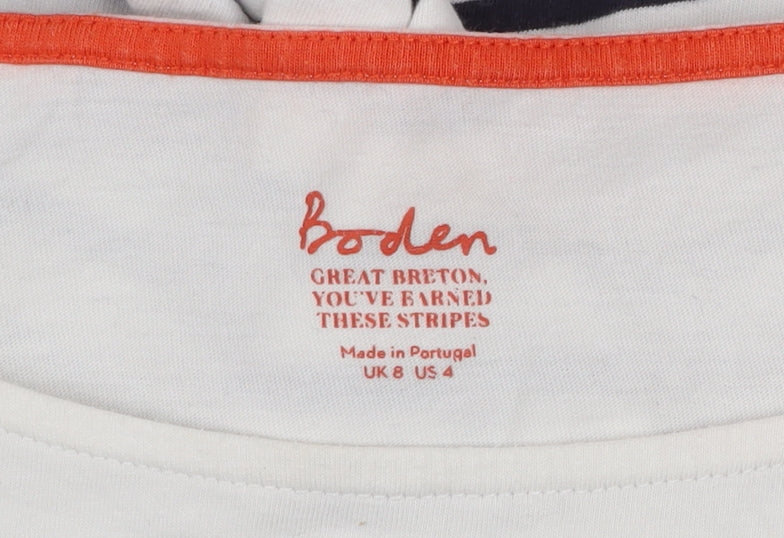 Boden
GREAT BRETON,
YOU'VE EARNED
THESE STRIPES
Made in Portugal
UK 8 US 4